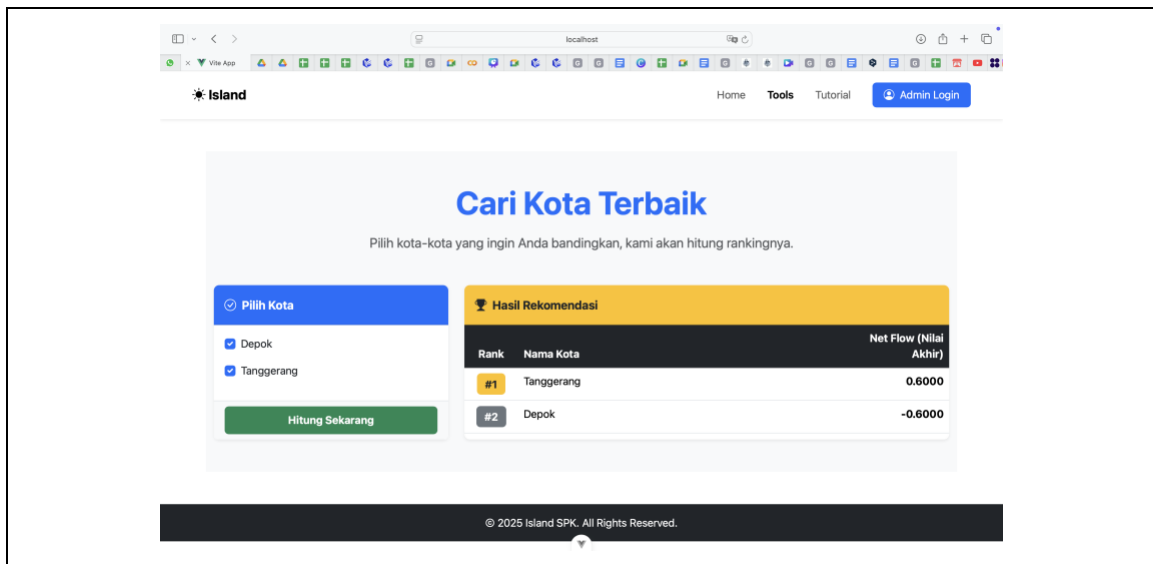 localhost
Vite App
Island
Home Tools Tutorial Admin Login
Cari Kota Terbaik
Pilih kota-kota yang ingin Anda bandingkan, kami akan hitung rankingnya.
Pilih Kota
Depok
Tanggerang
Hitung Sekarang
Hasil Rekomendasi
Rank Nama Kota Net Flow (Nilai
Akhir)
#1 Tanggerang 0.6000
#2 Depok -0.6000
© 2025 Island SPK. All Rights Reserved.